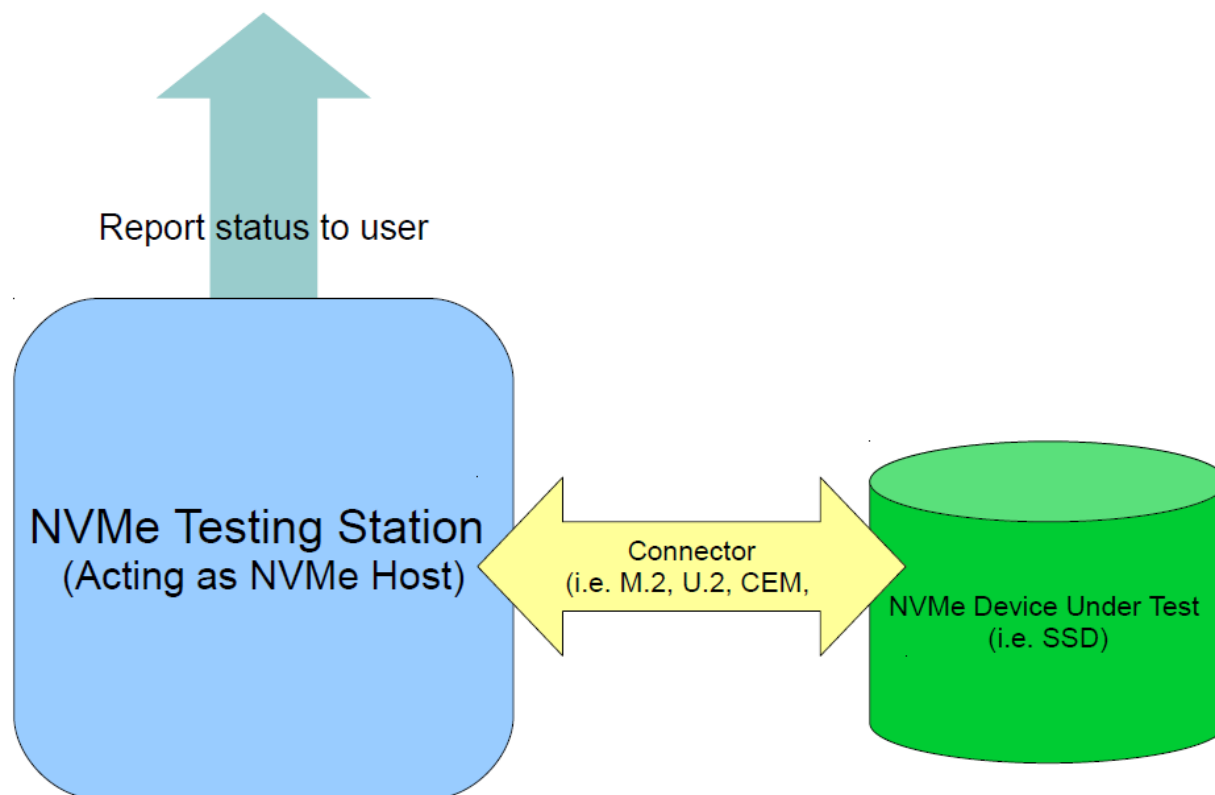 Report status to user
NVMe Testing Station
(Acting as NVMe Host)
Connector
(i.e. M.2, U.2, CEM,
NVMe Device Under Test
(i.e. SSD)